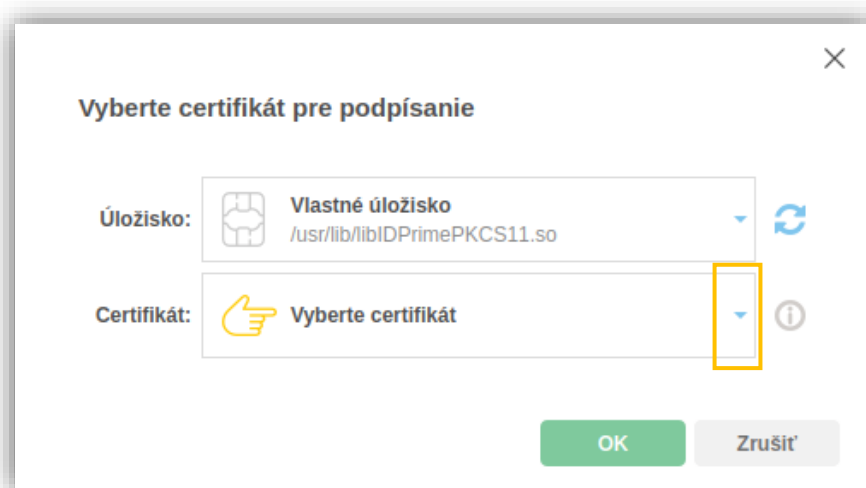 Vyberte certifikát pre podpísanie
Úložisko:
Vlastné úložisko
/usr/lib/libIDPrimePKCS11.so
Certifikát:
Vyberte certifikát
OK
Zrušiť